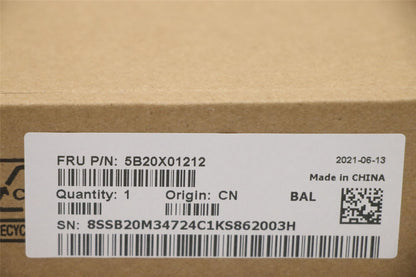 FRU P/N: 5B20X01212
2021-06-13
Made in CHINA
Quantity: 1 Origin: CN BAL
SN: 8SSB20M34724C1KS862003H